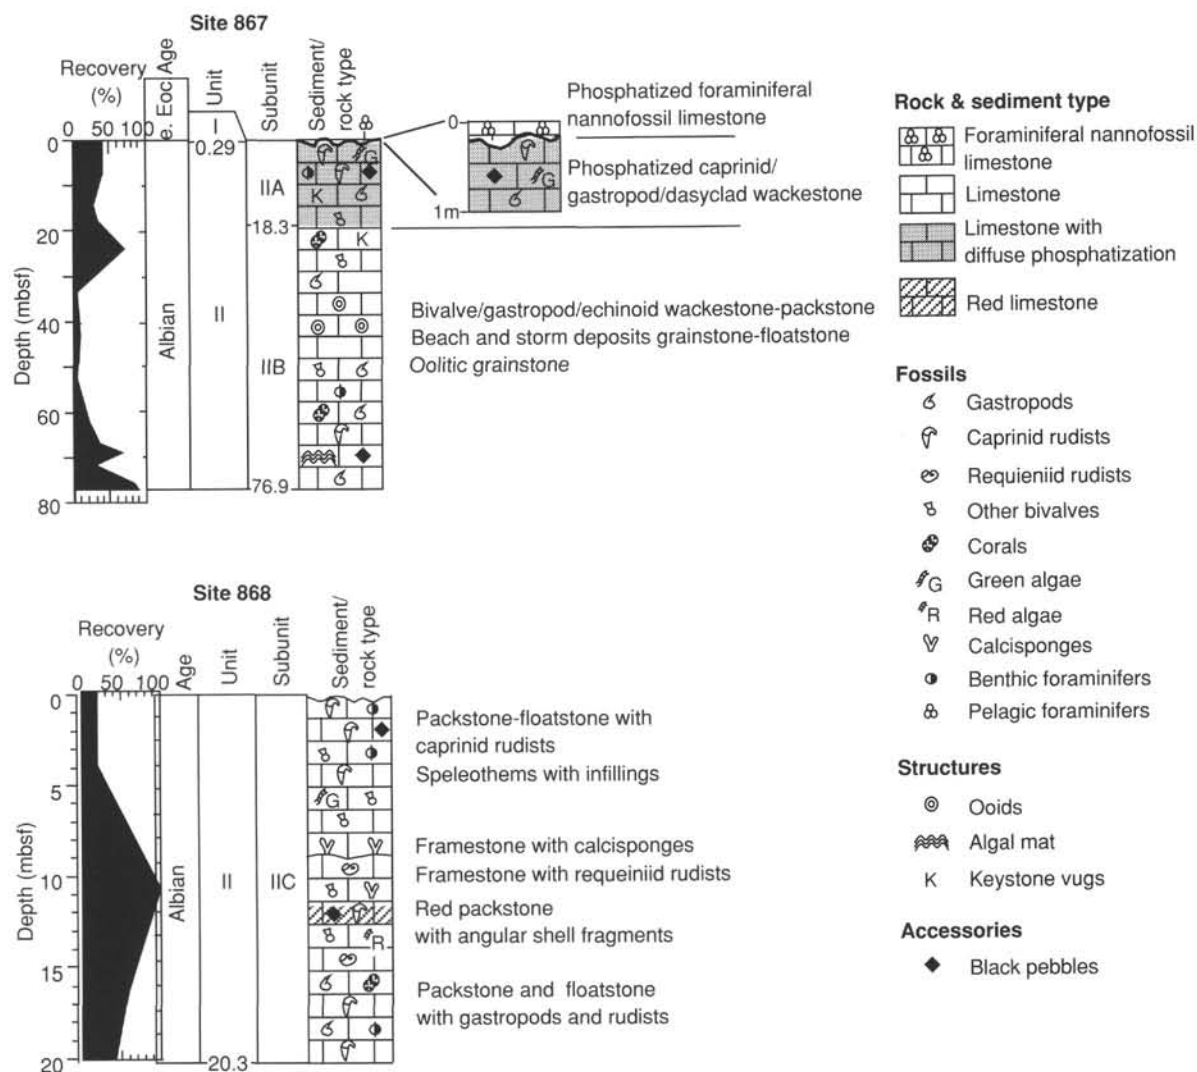 Site 867
Recovery
(%)
0 50 100
e. Eoc Age
Unit
Subunit
Sediment/
rock type
I
0.29
0
20
40
60
80
Depth (mbsf)
Albian
II
IIA
18.3
IIB
76.9
G
K
K
0
1m
G
Phosphatized foraminiferal
nannofossil limestone
Phosphatized caprinid/
gastropod/dasyclad wackestone
Bivalve/gastropod/echinoid wackestone-packstone
Beach and storm deposits grainstone-floatstone
Oolitic grainstone
Site 868
Recovery
(%)
0 50 100
Age
Unit
Subunit
Sediment/
rock type
0
5
10
15
20
Depth (mbsf)
Albian
II
20.3
IIC
G
R
Packstone-floatstone with
caprinid rudists
Speleothems with infillings
Framestone with calcisponges
Framestone with requeiniid rudists
Red packstone
with angular shell fragments
Packstone and floatstone
with gastropods and rudists
Rock & sediment type
Foraminiferal nannofossil
limestone
Limestone
Limestone with
diffuse phosphatization
Red limestone
Fossils
Gastropods
Caprinid rudists
Requieniid rudists
Other bivalves
Corals
G Green algae
R Red algae
Calcisponges
Benthic foraminifers
Pelagic foraminifers
Structures
Ooids
Algal mat
K Keystone vugs
Accessories
Black pebbles